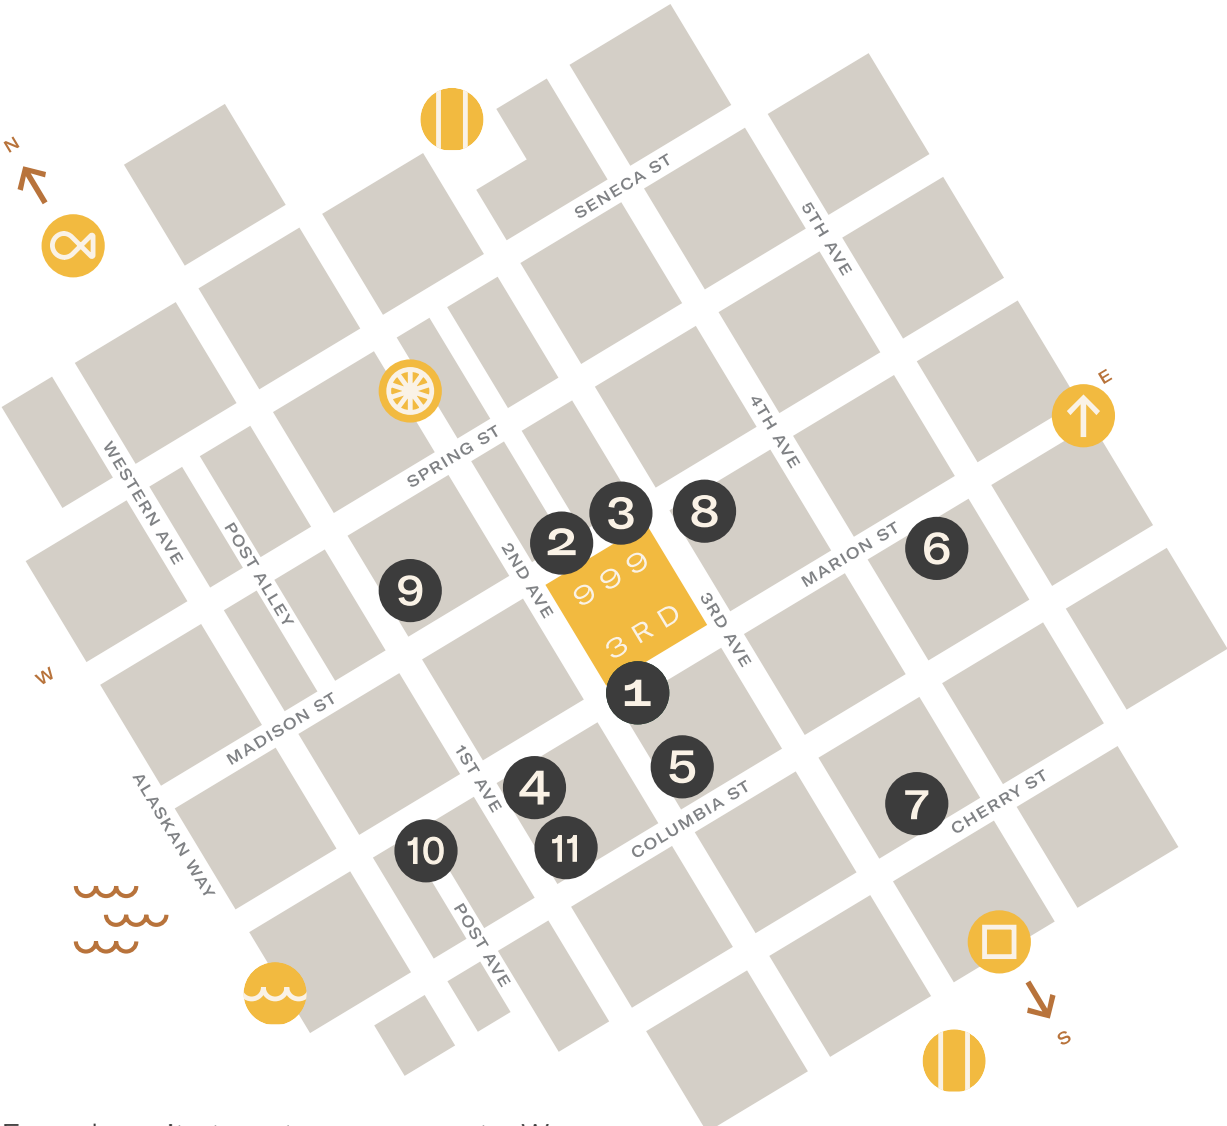 N
SENECA ST
5TH AVE
E
4TH AVE
SPRING ST
WESTERN AVE
3
8
2
POST ALLEY
2ND AVE
999
3RD
MARION ST
6
9
3RD AVE
W
1
MADISON ST
5
1ST AVE
4
COLUMBIA ST
7
CHERRY ST
ALASKAN WAY
10
11
POST AVE
S